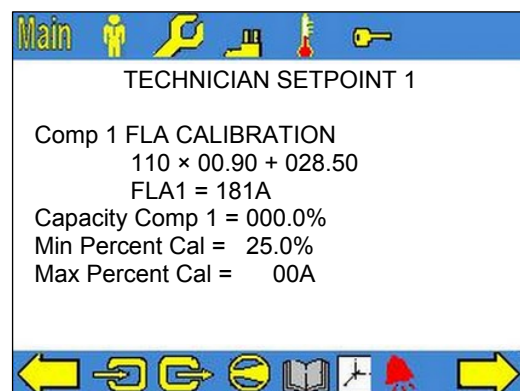 Main
TECHNICIAN SETPOINT 1
Comp 1 FLA CALIBRATION
110 × 00.90 + 028.50
FLA1 = 181A
Capacity Comp 1 = 000.0%
Min Percent Cal = 25.0%
Max Percent Cal = 00A